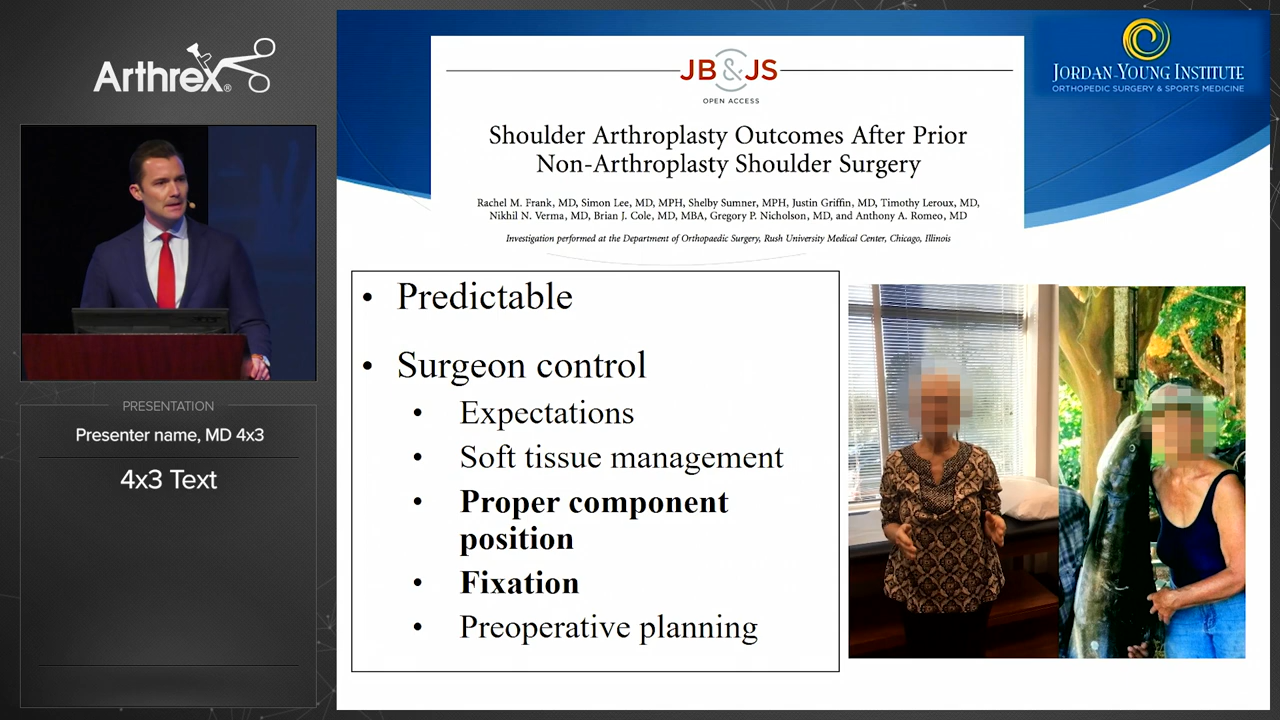 Arthrex®
PRESENTATION
Presenter Name, MD 4x3
4x3 Text
JB&JS
OPEN ACCESS
Shoulder Arthroplasty Outcomes After Prior
Non-Arthroplasty Shoulder Surgery
Rachel M. Frank, MD, Simon Lee, MD, MPH, Shelby Sumner, MPH, Justin Griffin, MD, Timothy Leroux, MD,
Nikhil N. Verma, MD, Brian J. Cole, MD, MBA, Gregory P. Nicholson, MD, and Anthony A. Romeo, MD
Investigation performed at the Department of Orthopaedic Surgery, Rush University Medical Center, Chicago, Illinois
JORDAN-YOUNG INSTITUTE
ORTHOPEDIC SURGERY & SPORTS MEDICINE
• Predictable
• Surgeon control
• Expectations
• Soft tissue management
• Proper component
position
• Fixation
• Preoperative planning